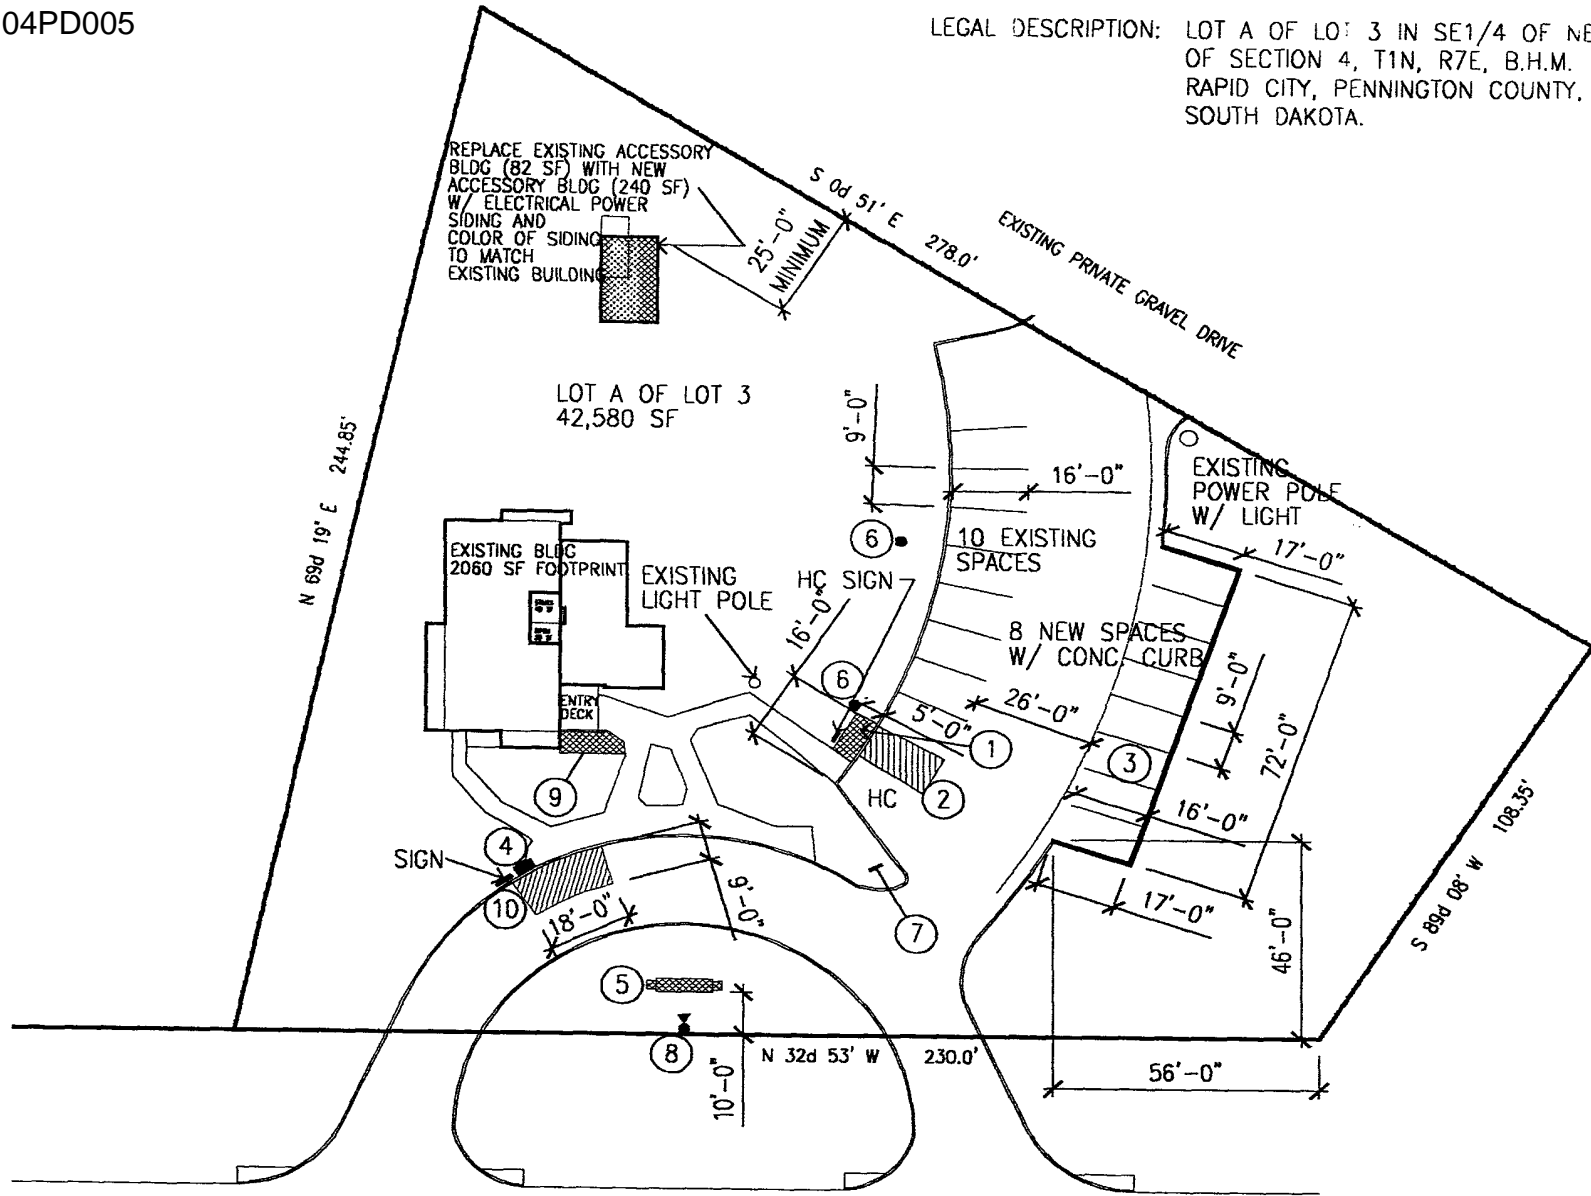 04PD005
LEGAL DESCRIPTION: LOT A OF LOT 3 IN SE1/4 OF NE
OF SECTION 4, T1N, R7E, B.H.M.
RAPID CITY, PENNINGTON COUNTY,
SOUTH DAKOTA.
REPLACE EXISTING ACCESSORY
BLDG (82 SF) WITH NEW
ACCESSORY BLDG (240 SF)
W/ ELECTRICAL POWER
SIDING AND
COLOR OF SIDING
TO MATCH
EXISTING BUILDING
25'-0"
MINIMUM
S 0d 51' E 278.0'
EXISTING PRIVATE GRAVEL DRIVE
LOT A OF LOT 3
42,580 SF
N 69d 19" E 244.85'
9'-0"
16'-0"
EXISTING
POWER POLE
W/ LIGHT
17'-0"
6
10 EXISTING
SPACES
EXISTING BLDG
2060 SF FOOTPRINT
EXISTING
LIGHT POLE
HC SIGN
16'-0"
8 NEW SPACES
W/ CONC. CURB
6
ENTRY
DECK
5'-0"
26'-0"
9'-0"
72'-0"
1
3
9
HC
2
16'-0"
S 89d 08' W 108.35'
SIGN
4
10
18'-0"
9'-0"
7
17'-0"
46'-0"
5
8
10'-0"
N 32d 53' W 230.0'
56'-0"